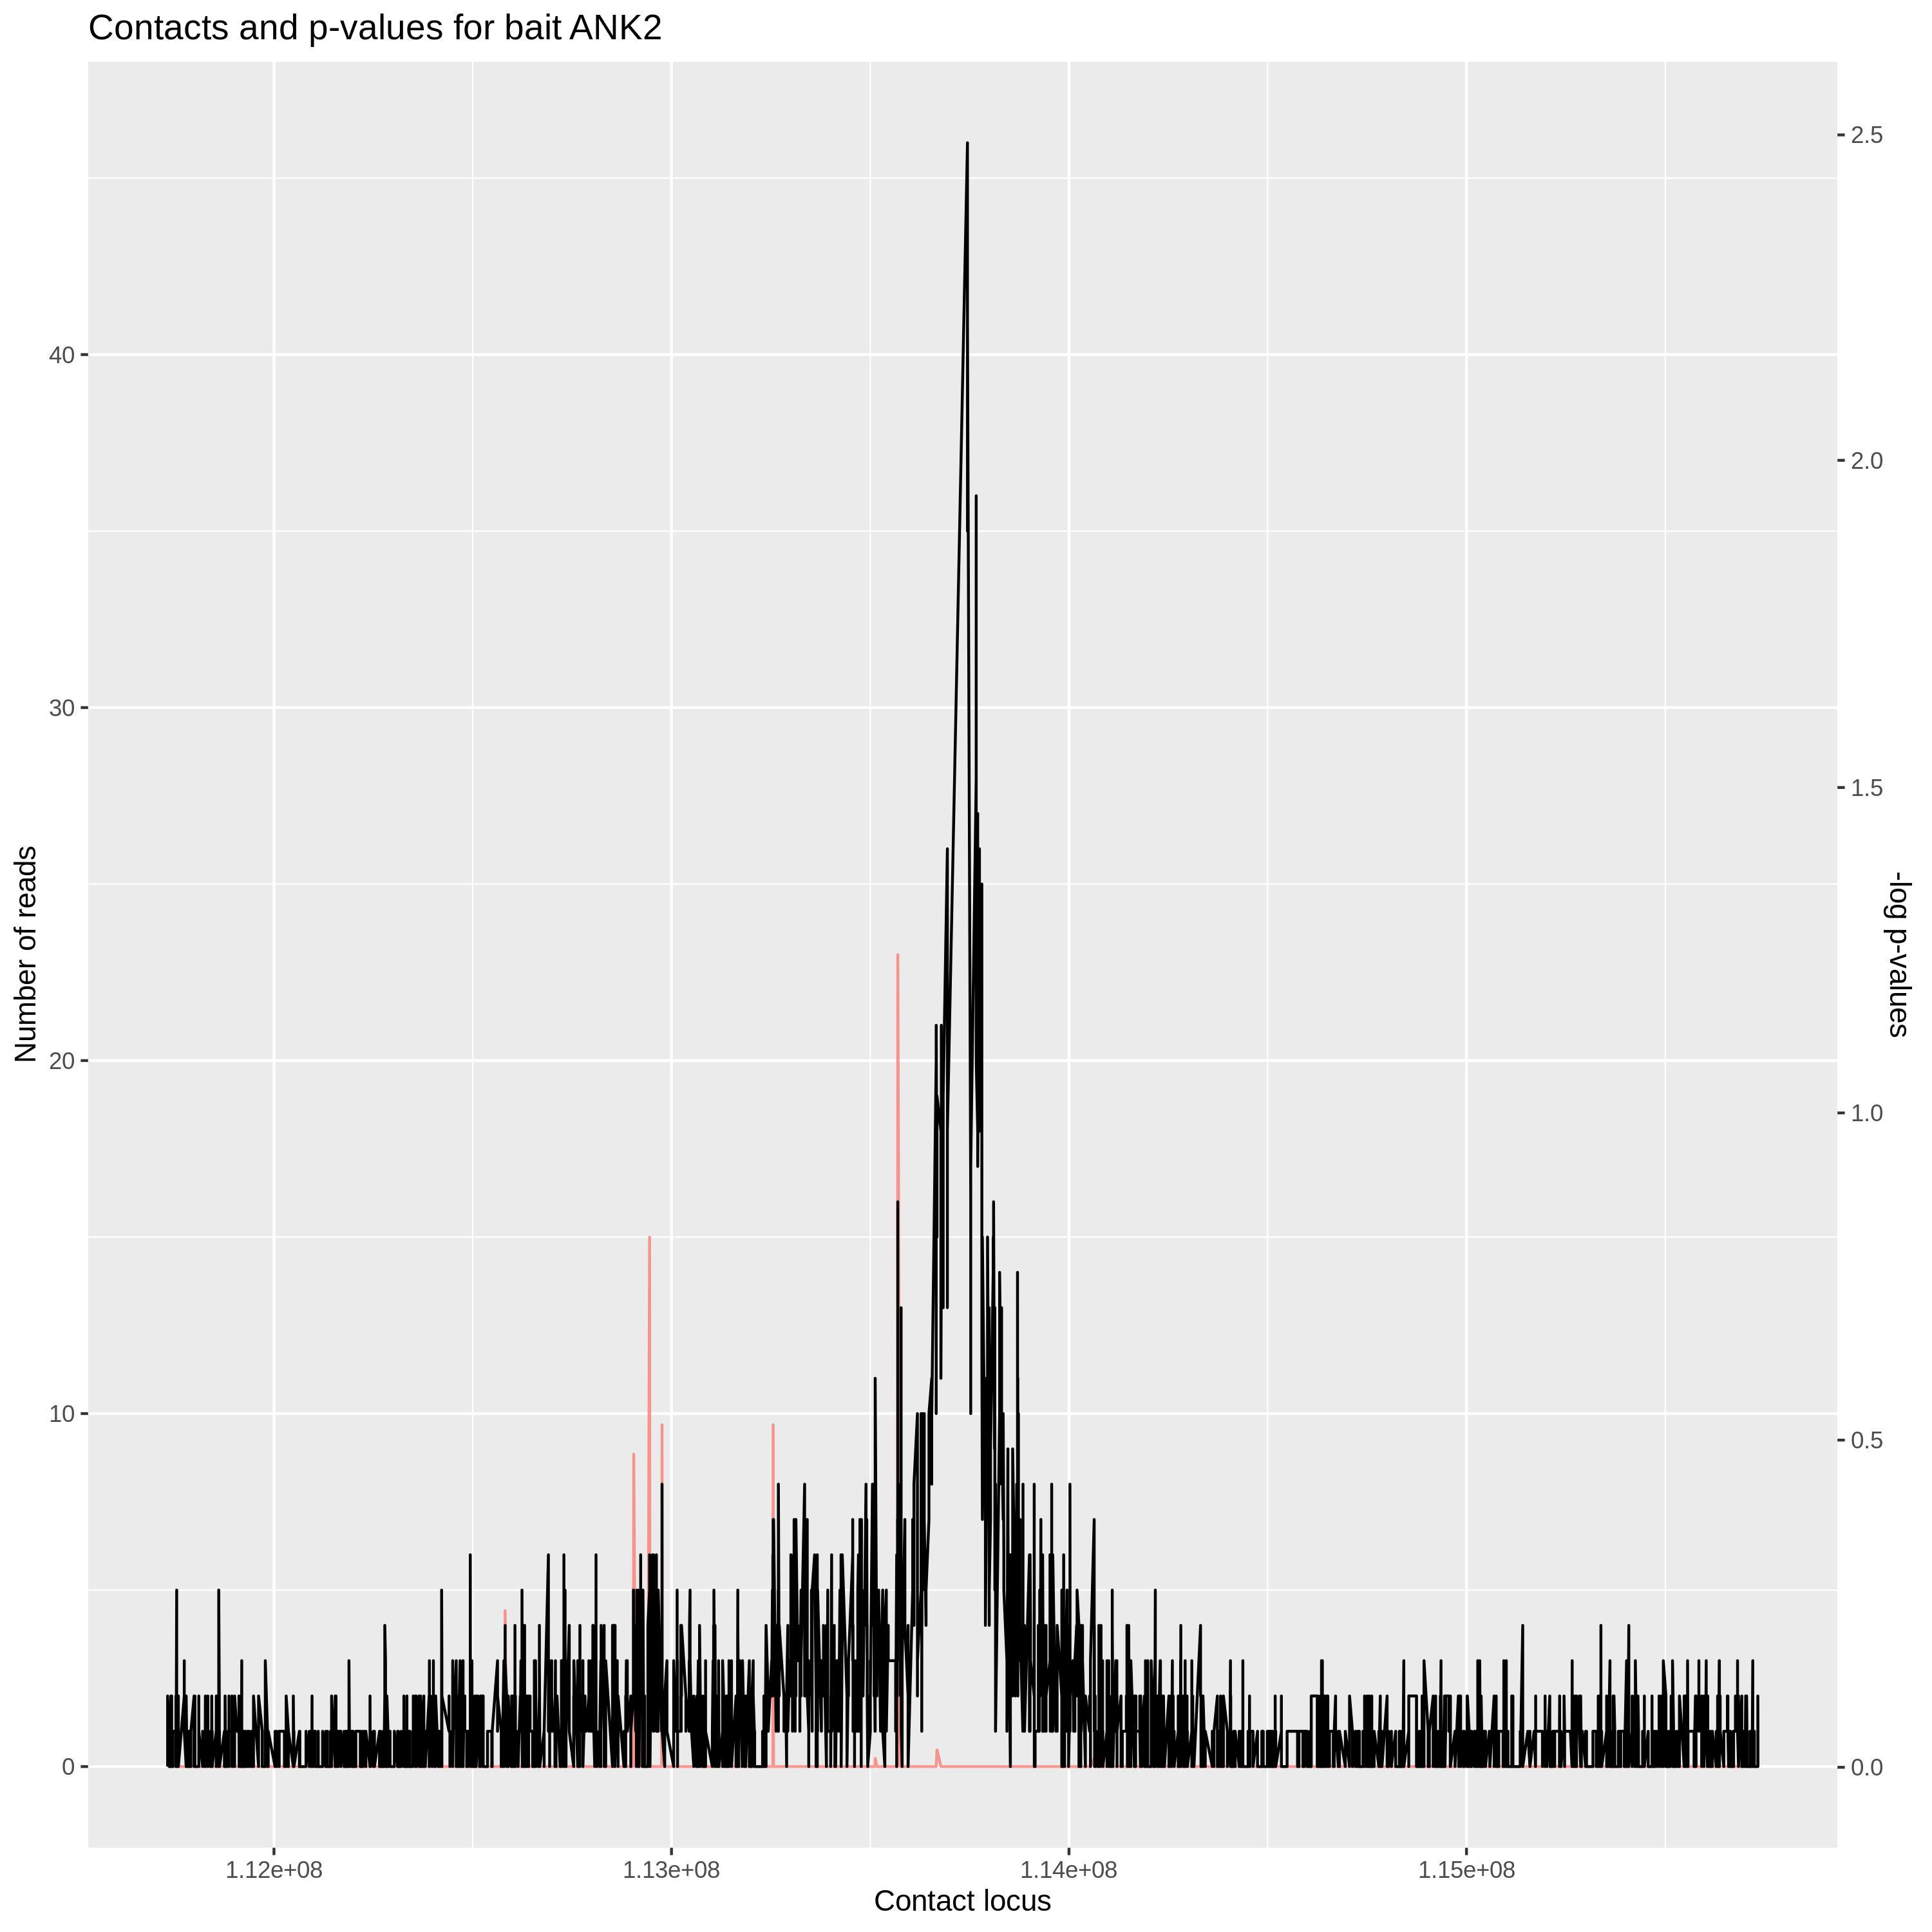 Contacts and p-values for bait ANK2
2.5
2.0
1.5
1.0
0.5
0.0
40
30
20
10
0
Number of reads
-log p-values
1.12e+08
1.13e+08
1.14e+08
1.15e+08
Contact locus